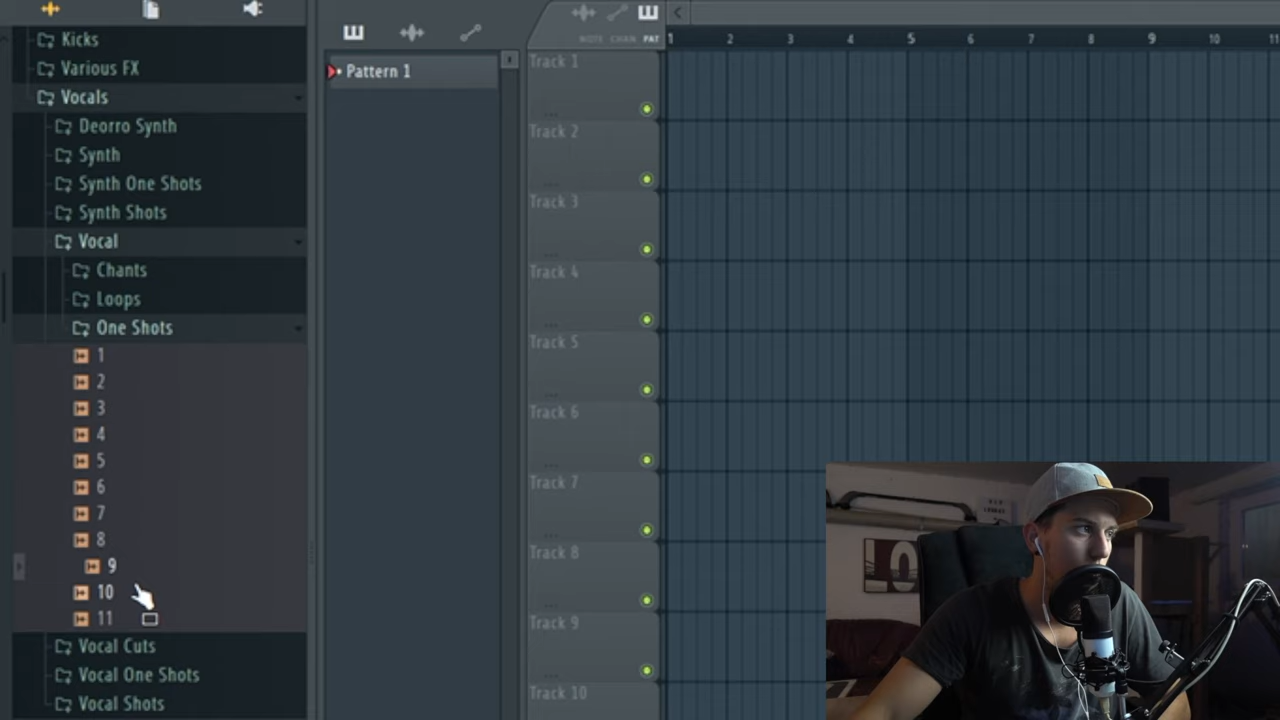 Kicks
Various FX
Vocals
Deorro Synth
Synth
Synth One Shots
Synth Shots
Vocal
Chants
Loops
One Shots
1
2
3
4
5
6
7
8
9
10
11
Vocal Cuts
Vocal One Shots
Vocal Shots
Pattern 1
NOTE CHAN PAT
1 2 3 4 5 6 7 8 9 10 11
Track 1
Track 2
Track 3
Track 4
Track 5
Track 6
Track 7
Track 8
Track 9
Track 10
10